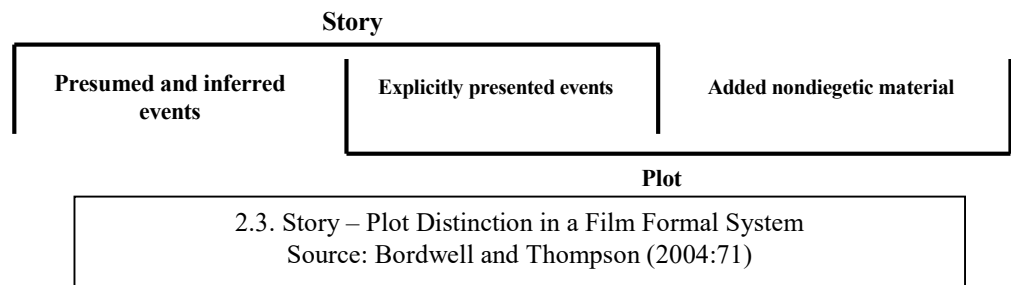 Story
Presumed and inferred
events
Explicitly presented events
Added nondiegetic material
Plot
2.3. Story – Plot Distinction in a Film Formal System
Source: Bordwell and Thompson (2004:71)